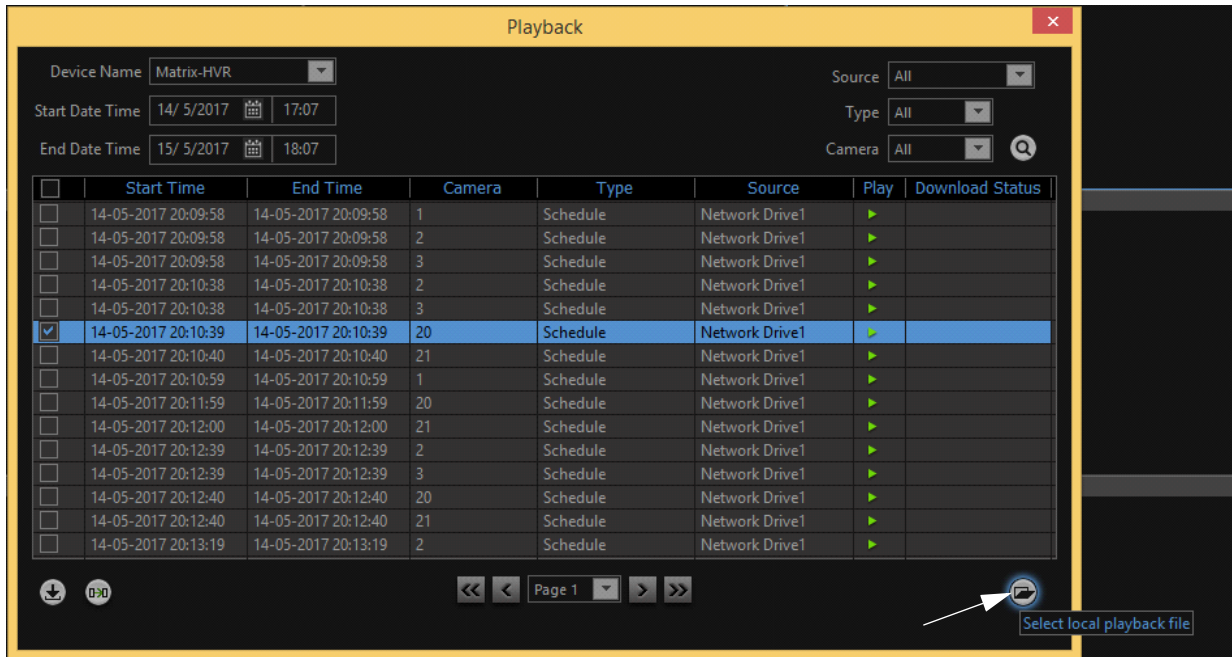 Playback
Device Name Matrix-HVR Source All
Start Date Time 14/ 5/2017 17:07 Type All
End Date Time 15/ 5/2017 18:07 Camera All
Start Time End Time Camera Type Source Play Download Status
14-05-2017 20:09:58 14-05-2017 20:09:58 1 Schedule Network Drive1
14-05-2017 20:09:58 14-05-2017 20:09:58 2 Schedule Network Drive1
14-05-2017 20:09:58 14-05-2017 20:09:58 3 Schedule Network Drive1
14-05-2017 20:10:38 14-05-2017 20:10:38 2 Schedule Network Drive1
14-05-2017 20:10:38 14-05-2017 20:10:38 3 Schedule Network Drive1
14-05-2017 20:10:39 14-05-2017 20:10:39 20 Schedule Network Drive1
14-05-2017 20:10:40 14-05-2017 20:10:40 21 Schedule Network Drive1
14-05-2017 20:10:59 14-05-2017 20:10:59 1 Schedule Network Drive1
14-05-2017 20:11:59 14-05-2017 20:11:59 20 Schedule Network Drive1
14-05-2017 20:12:00 14-05-2017 20:12:00 21 Schedule Network Drive1
14-05-2017 20:12:39 14-05-2017 20:12:39 2 Schedule Network Drive1
14-05-2017 20:12:39 14-05-2017 20:12:39 3 Schedule Network Drive1
14-05-2017 20:12:40 14-05-2017 20:12:40 20 Schedule Network Drive1
14-05-2017 20:12:40 14-05-2017 20:12:40 21 Schedule Network Drive1
14-05-2017 20:13:19 14-05-2017 20:13:19 2 Schedule Network Drive1
Page 1
Select local playback file